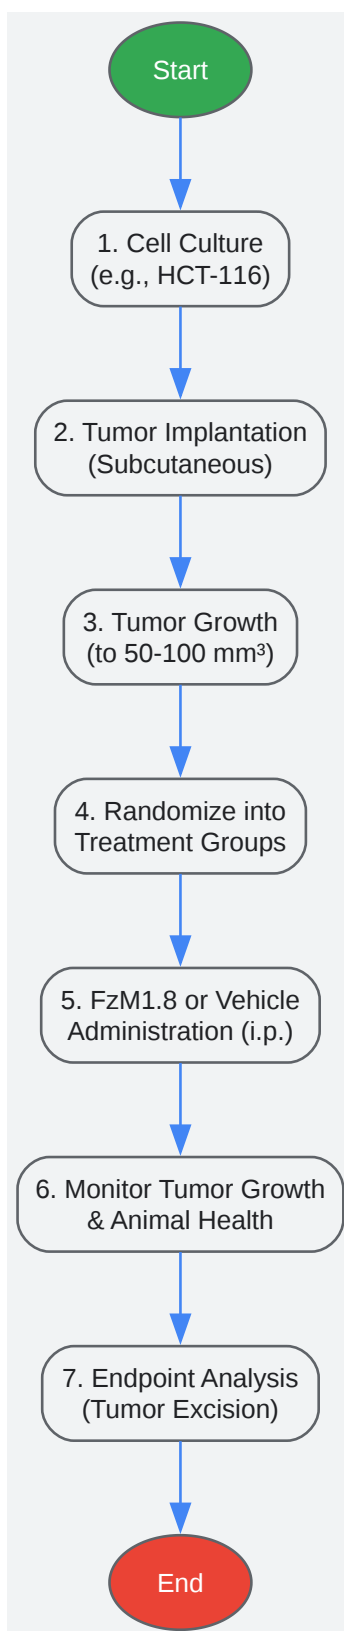 Start
1. Cell Culture
(e.g., HCT-116)
2. Tumor Implantation
(Subcutaneous)
3. Tumor Growth
(to 50-100 mm³)
4. Randomize into
Treatment Groups
5. FzM1.8 or Vehicle
Administration (i.p.)
6. Monitor Tumor Growth
& Animal Health
7. Endpoint Analysis
(Tumor Excision)
End